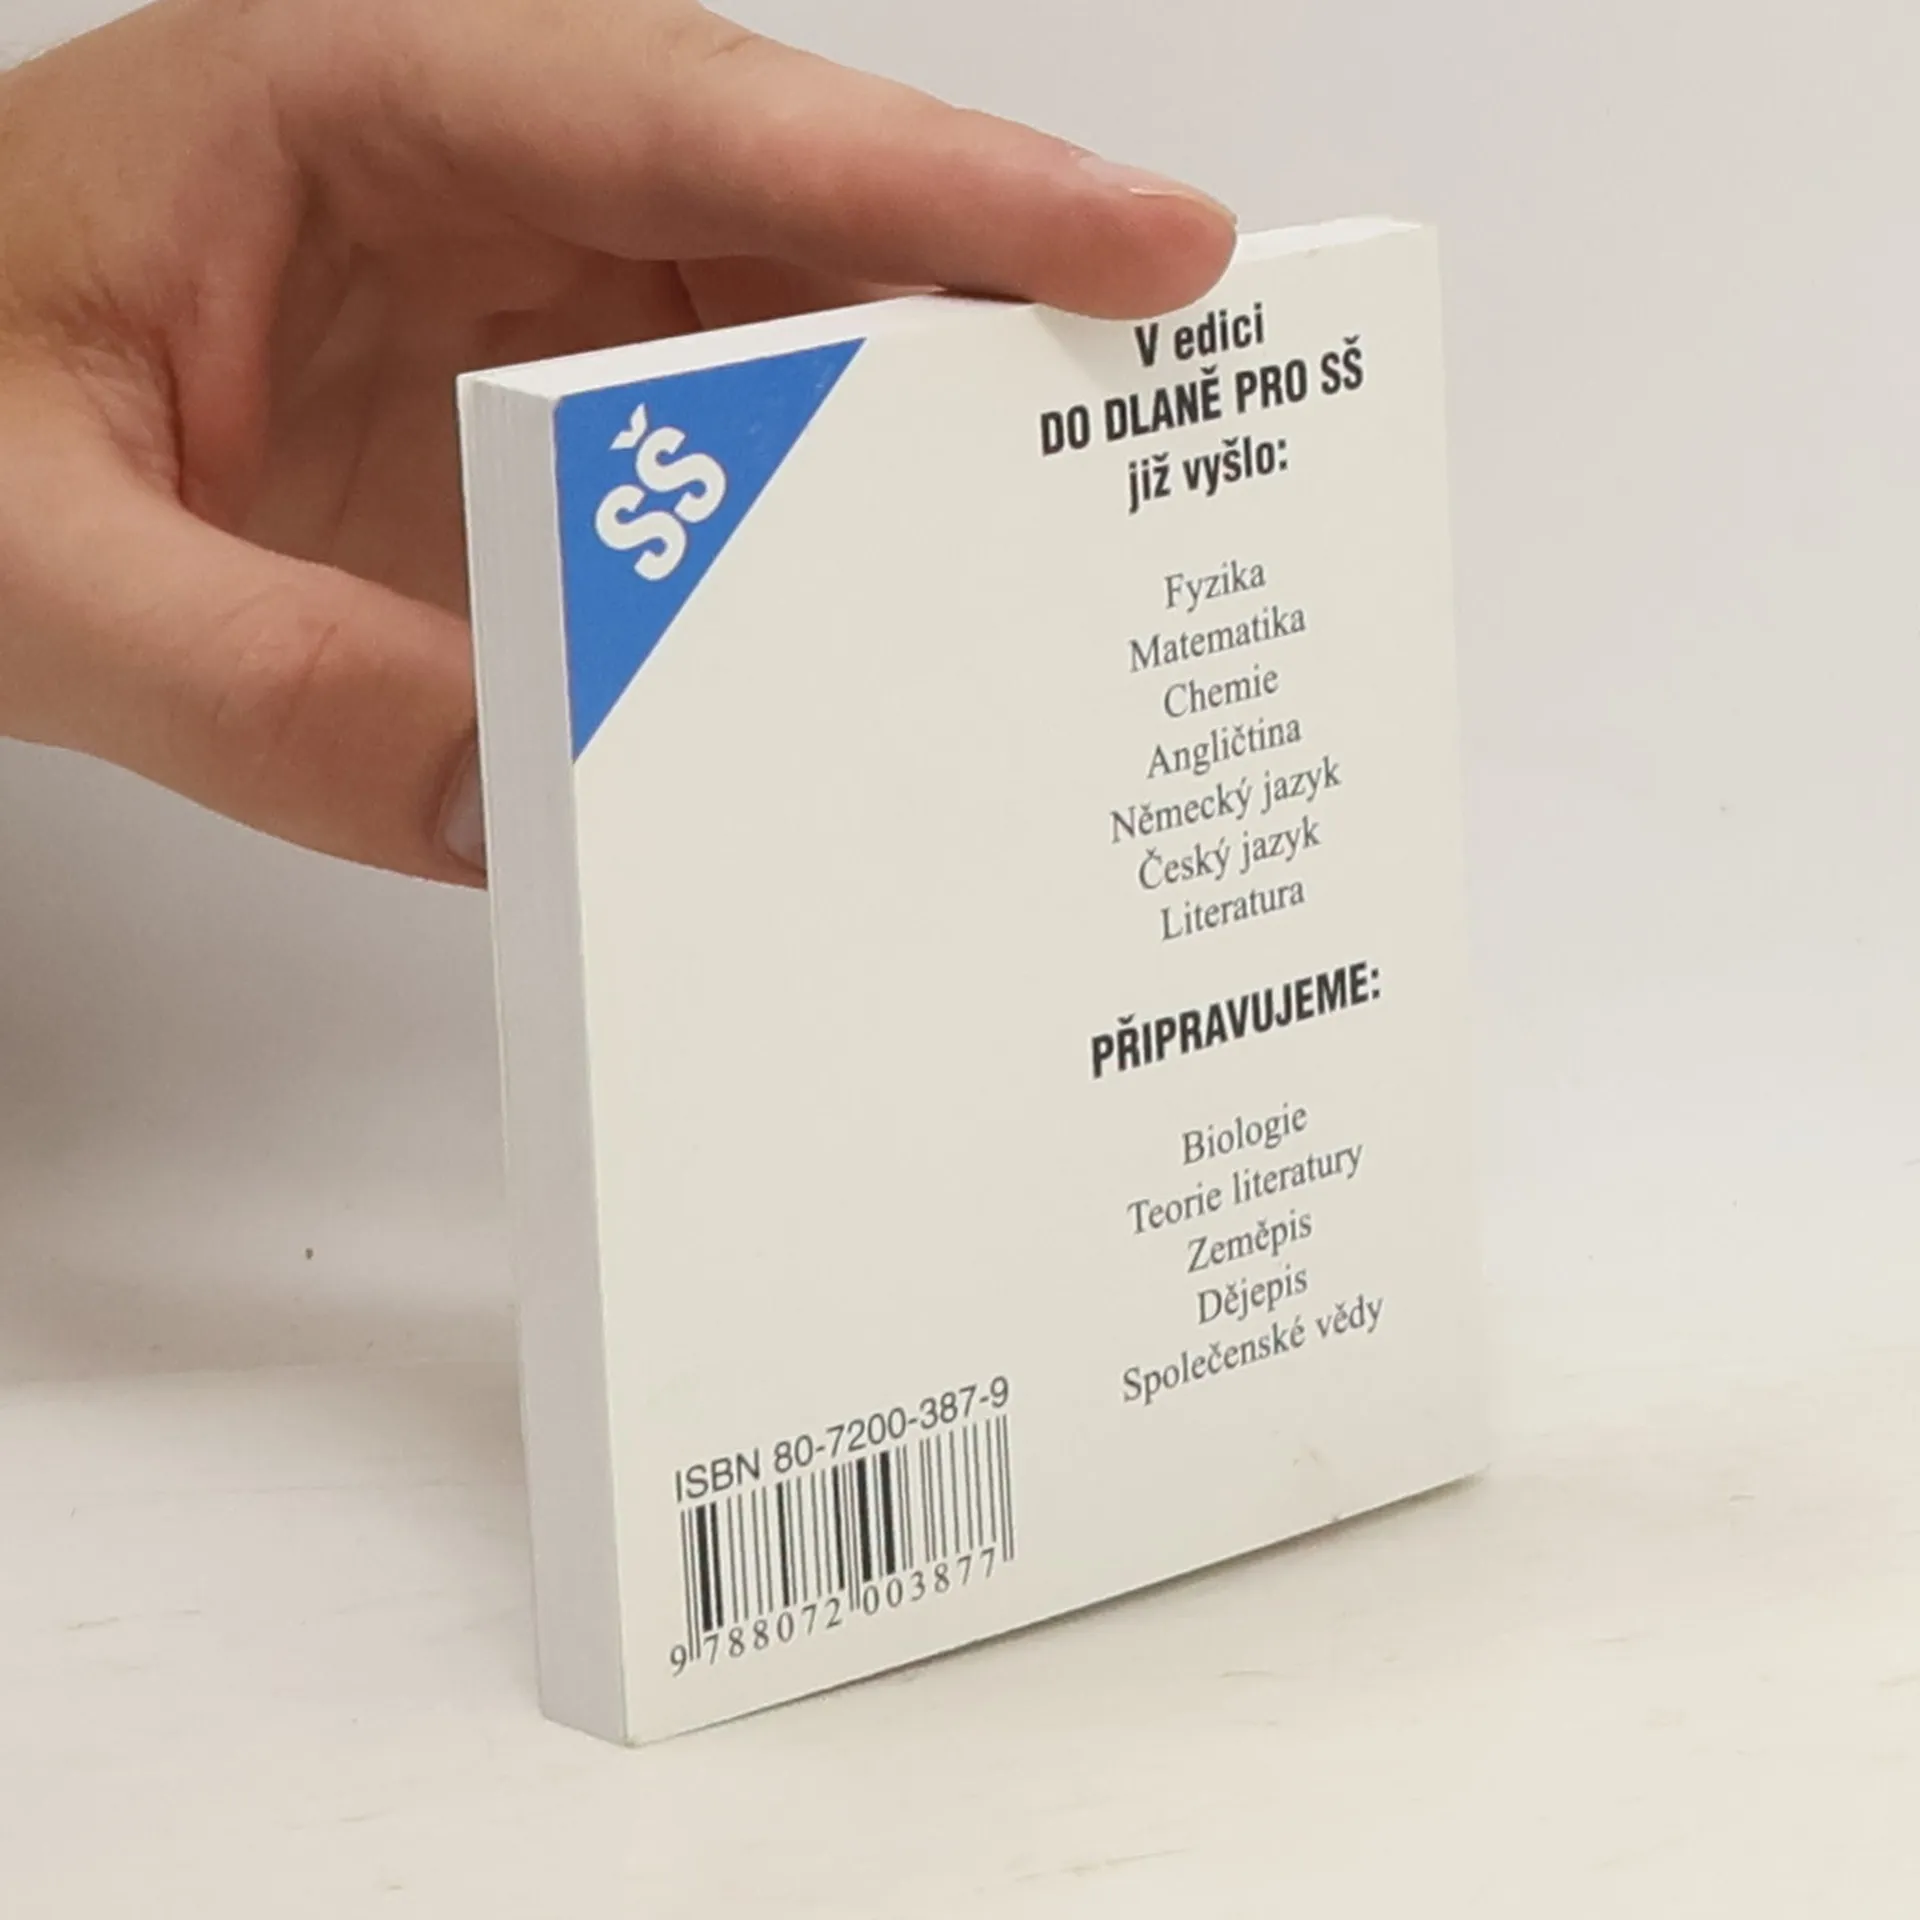 SŠ
V edici
DO DLANĚ PRO SŠ
již vyšlo:
Fyzika
Matematika
Chemie
Angličtina
Německý jazyk
Český jazyk
Literatura
PŘIPRAVUJEME:
Biologie
Teorie literatury
Zeměpis
Dějepis
Společenské vědy
ISBN 80-7200-387-9
9 788072 003877